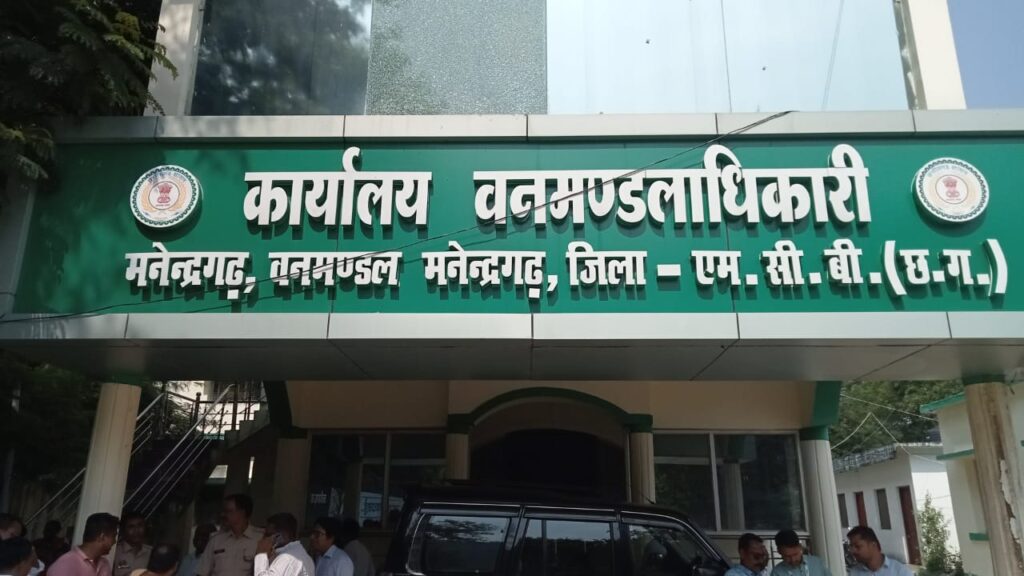 कार्यालय वनमण्डलाधिकारी
मनेन्द्रगढ़, वनमण्डल मनेन्द्रगढ़, जिला - एम. सी. बी. (छ.ग.)